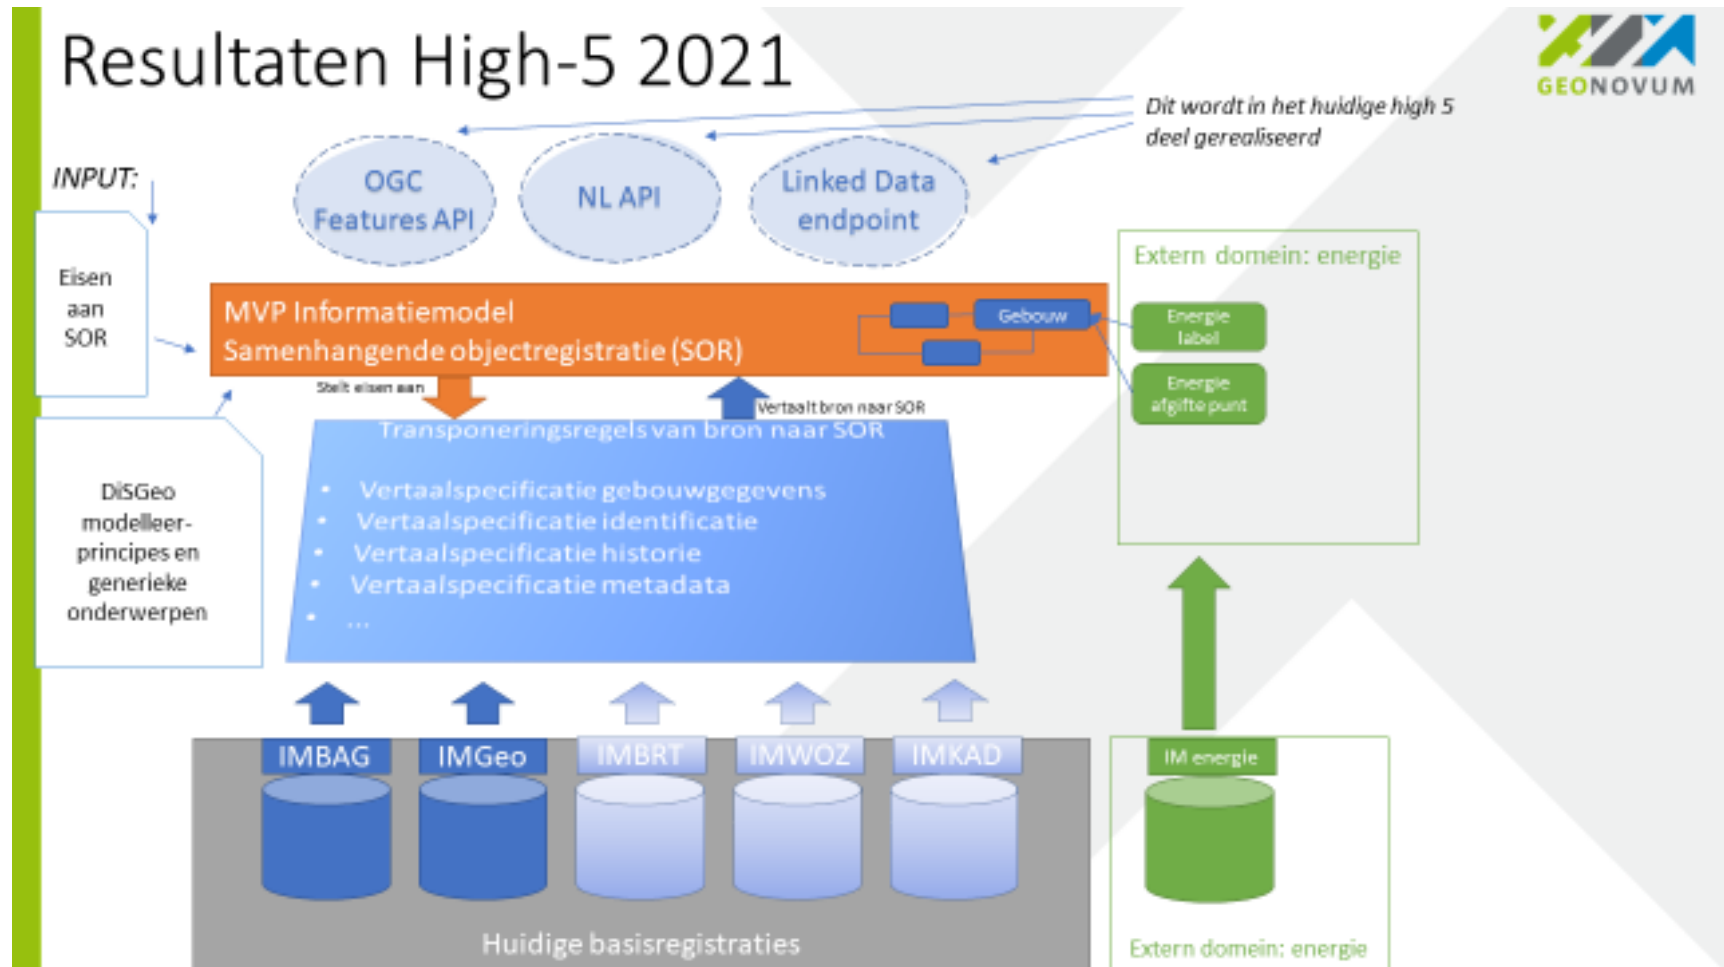 Resultaten High-5 2021
GEONOVUM
Dit wordt in het huidige high 5
deel gerealiseerd
INPUT:
OGC
Features API
NL API
Linked Data
endpoint
Eisen
aan
SOR
Extern domein: energie
MVP Informatiemodel
Samenhangende objectregistratie (SOR)
Gebouw
Energie
label
Energie
afgifte punt
Stelt eisen aan
Vertaalt bron naar SOR
Transponeringsregels van bron naar SOR
• Vertaalspecificatie gebouwgegevens
• Vertaalspecificatie identificatie
• Vertaalspecificatie historie
• Vertaalspecificatie metadata
• ...
DiSGeo
modelleer-
principes en
generieke
onderwerpen
IMBAG
IMGeo
IMBRT
IMWOZ
IMKAD
IM energie
Huidige basisregistraties
Extern domein: energie